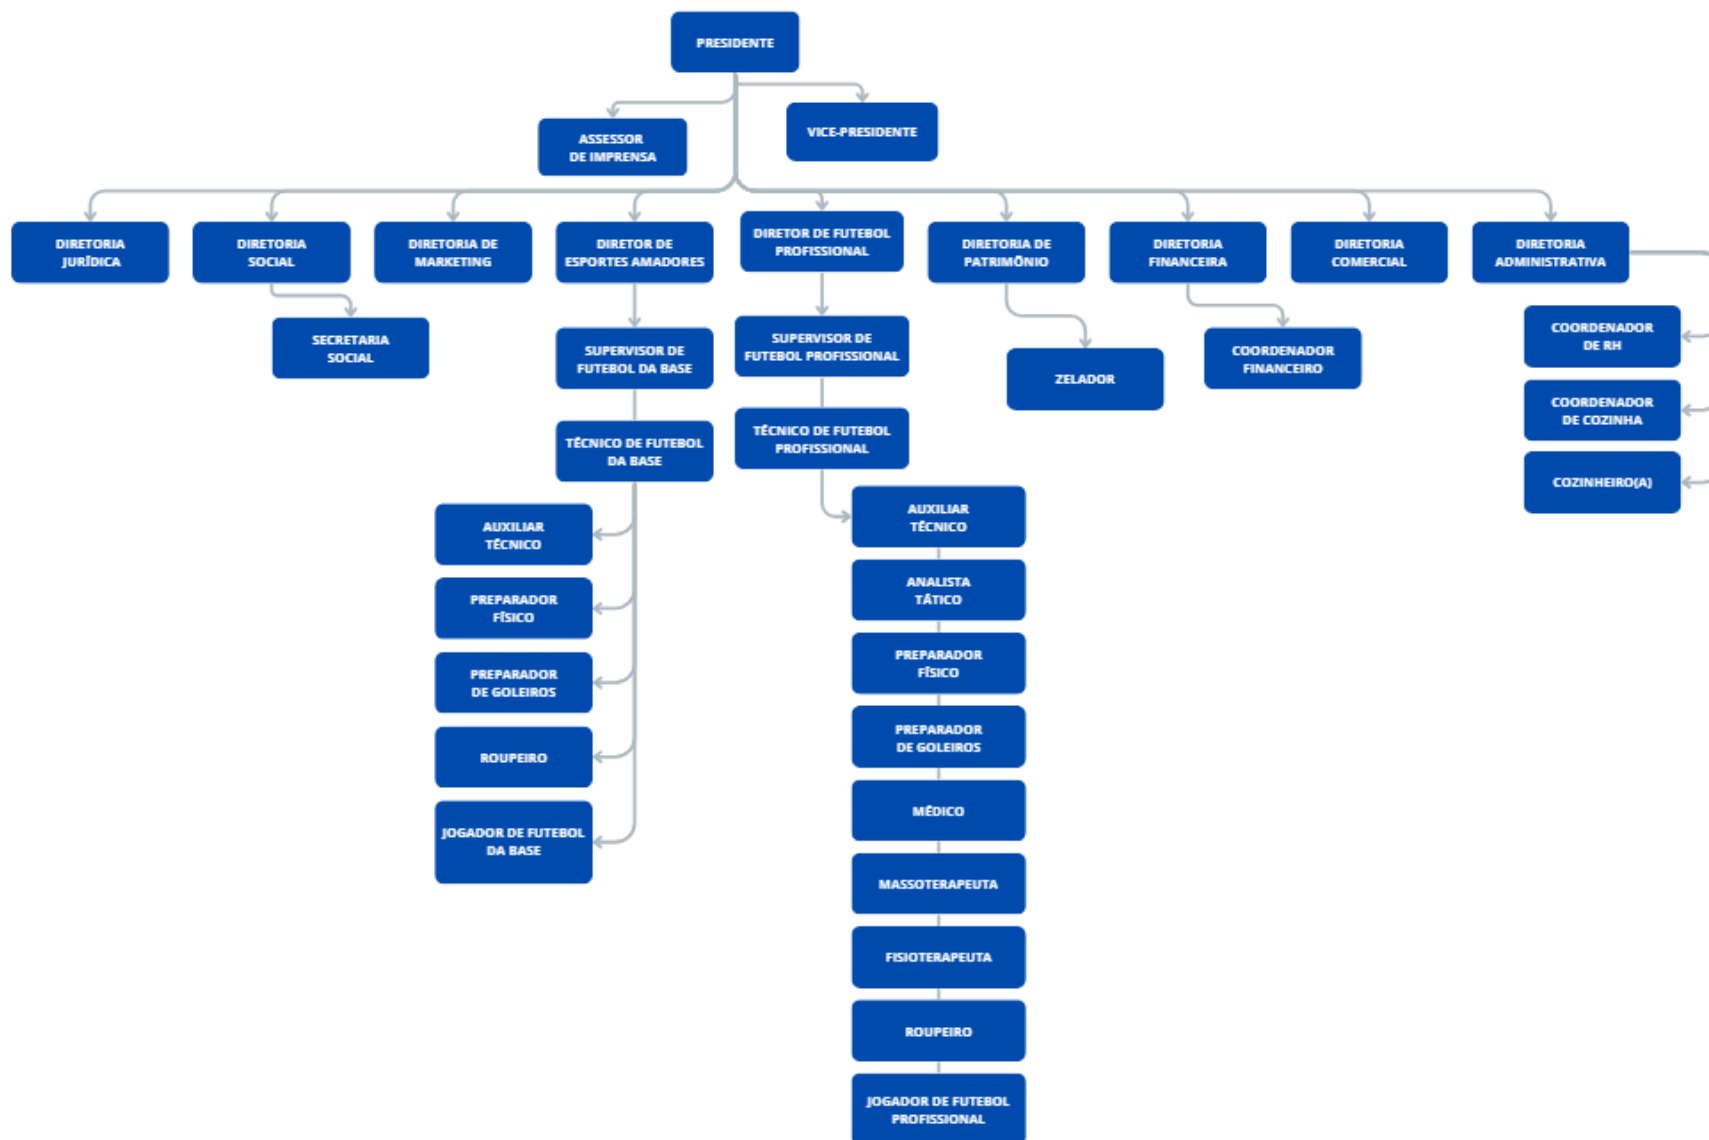 PRESIDENTE
ASSESSOR
DE IMPRENSA
VICE-PRESIDENTE
DIRETORIA
JURÍDICA
DIRETORIA
SOCIAL
DIRETORIA DE
MARKETING
DIRETOR DE
ESPORTES AMADORES
DIRETOR DE FUTEBOL
PROFISSIONAL
DIRETORIA DE
PATRIMÔNIO
DIRETORIA
FINANCEIRA
DIRETORIA
COMERCIAL
DIRETORIA
ADMINISTRATIVA
SECRETARIA
SOCIAL
SUPERVISOR DE
FUTEBOL DA BASE
SUPERVISOR DE
FUTEBOL PROFISSIONAL
ZELADOR
COORDENADOR
FINANCEIRO
COORDENADOR
DE RH
COORDENADOR
DE COZINHA
COZINHEIRO(A)
TÉCNICO DE FUTEBOL
DA BASE
TÉCNICO DE FUTEBOL
PROFISSIONAL
AUXILIAR
TÉCNICO
PREPARADOR
FÍSICO
PREPARADOR
DE GOLEIROS
ROUPEIRO
JOGADOR DE FUTEBOL
DA BASE
AUXILIAR
TÉCNICO
ANALISTA
TÁTICO
PREPARADOR
FÍSICO
PREPARADOR
DE GOLEIROS
MÉDICO
MASSOTERAPEUTA
FISIOTERAPEUTA
ROUPEIRO
JOGADOR DE FUTEBOL
PROFISSIONAL